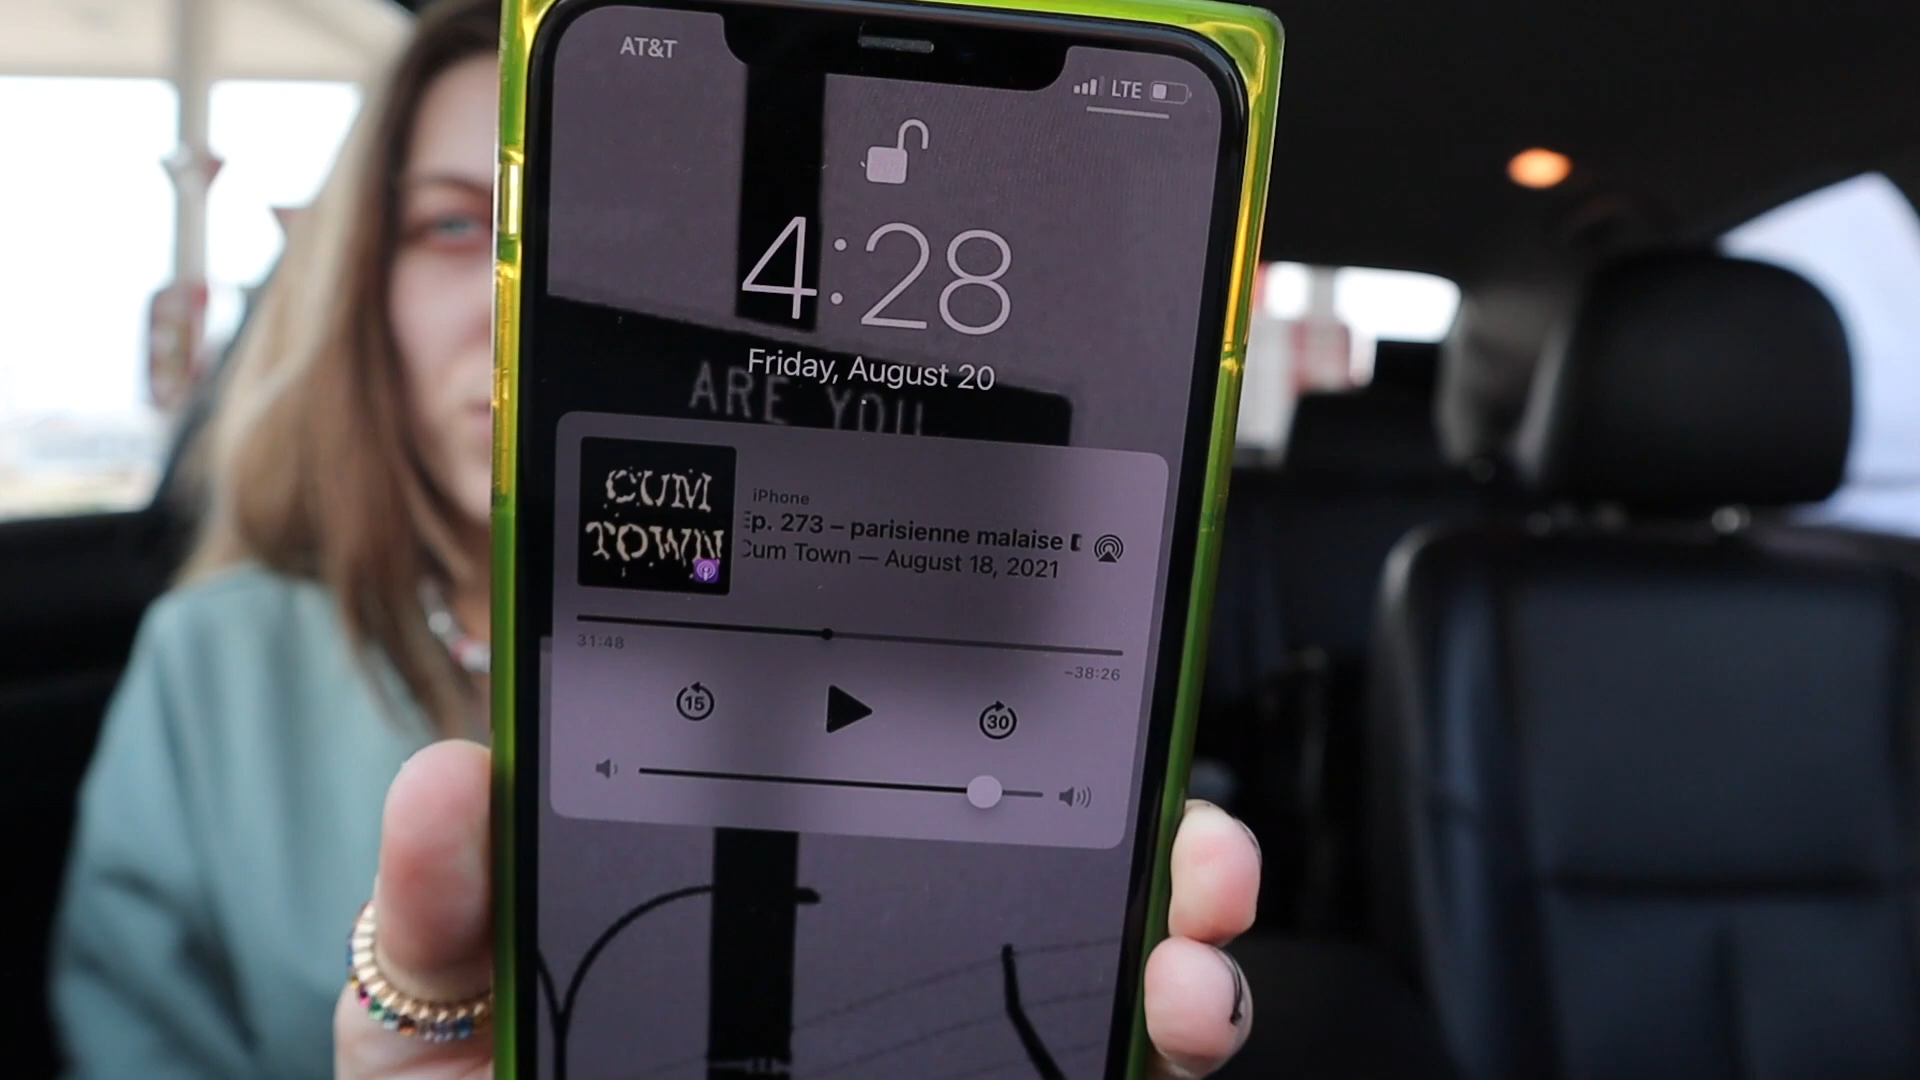 AT&T
LTE
4:28
Friday, August 20
ARE YOU
CUM
TOWN
iPhone
Ep. 273 – parisienne malaise
Cum Town — August 18, 2021
31:48
-38:26
15
30